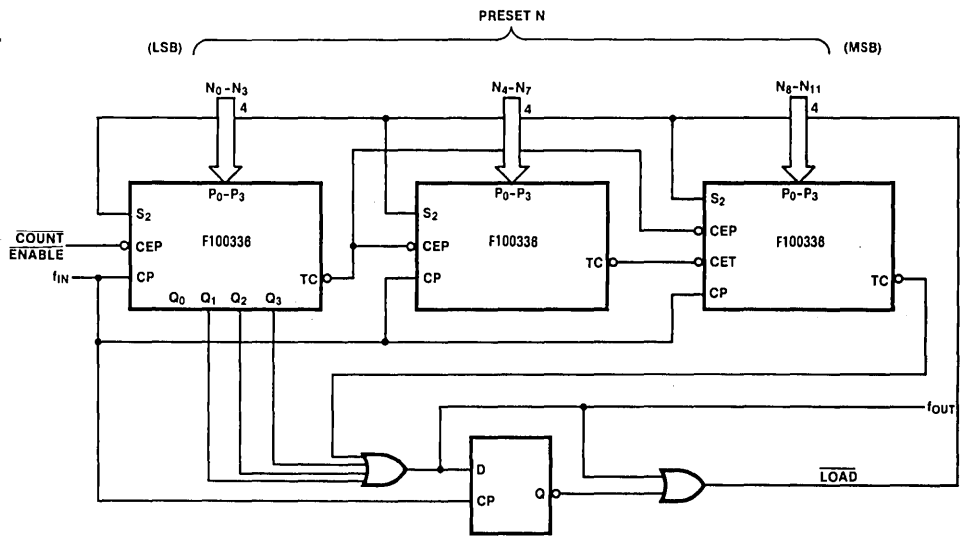 PRESET N
(LSB)
(MSB)
N₀ –N₃
N₄ –N₇
N₈ –N₁₁
4
4
4
P₀–P₃
P₀–P₃
P₀–P₃
S₂
S₂
S₂
COUNT
ENABLE
CEP
F100336
CEP
F100336
CEP
F100336
fIN
CP
TC
CP
TC
CET
TC
CP
Q₀ Q₁ Q₂ Q₃
fOUT
D
CP
Q
LOAD